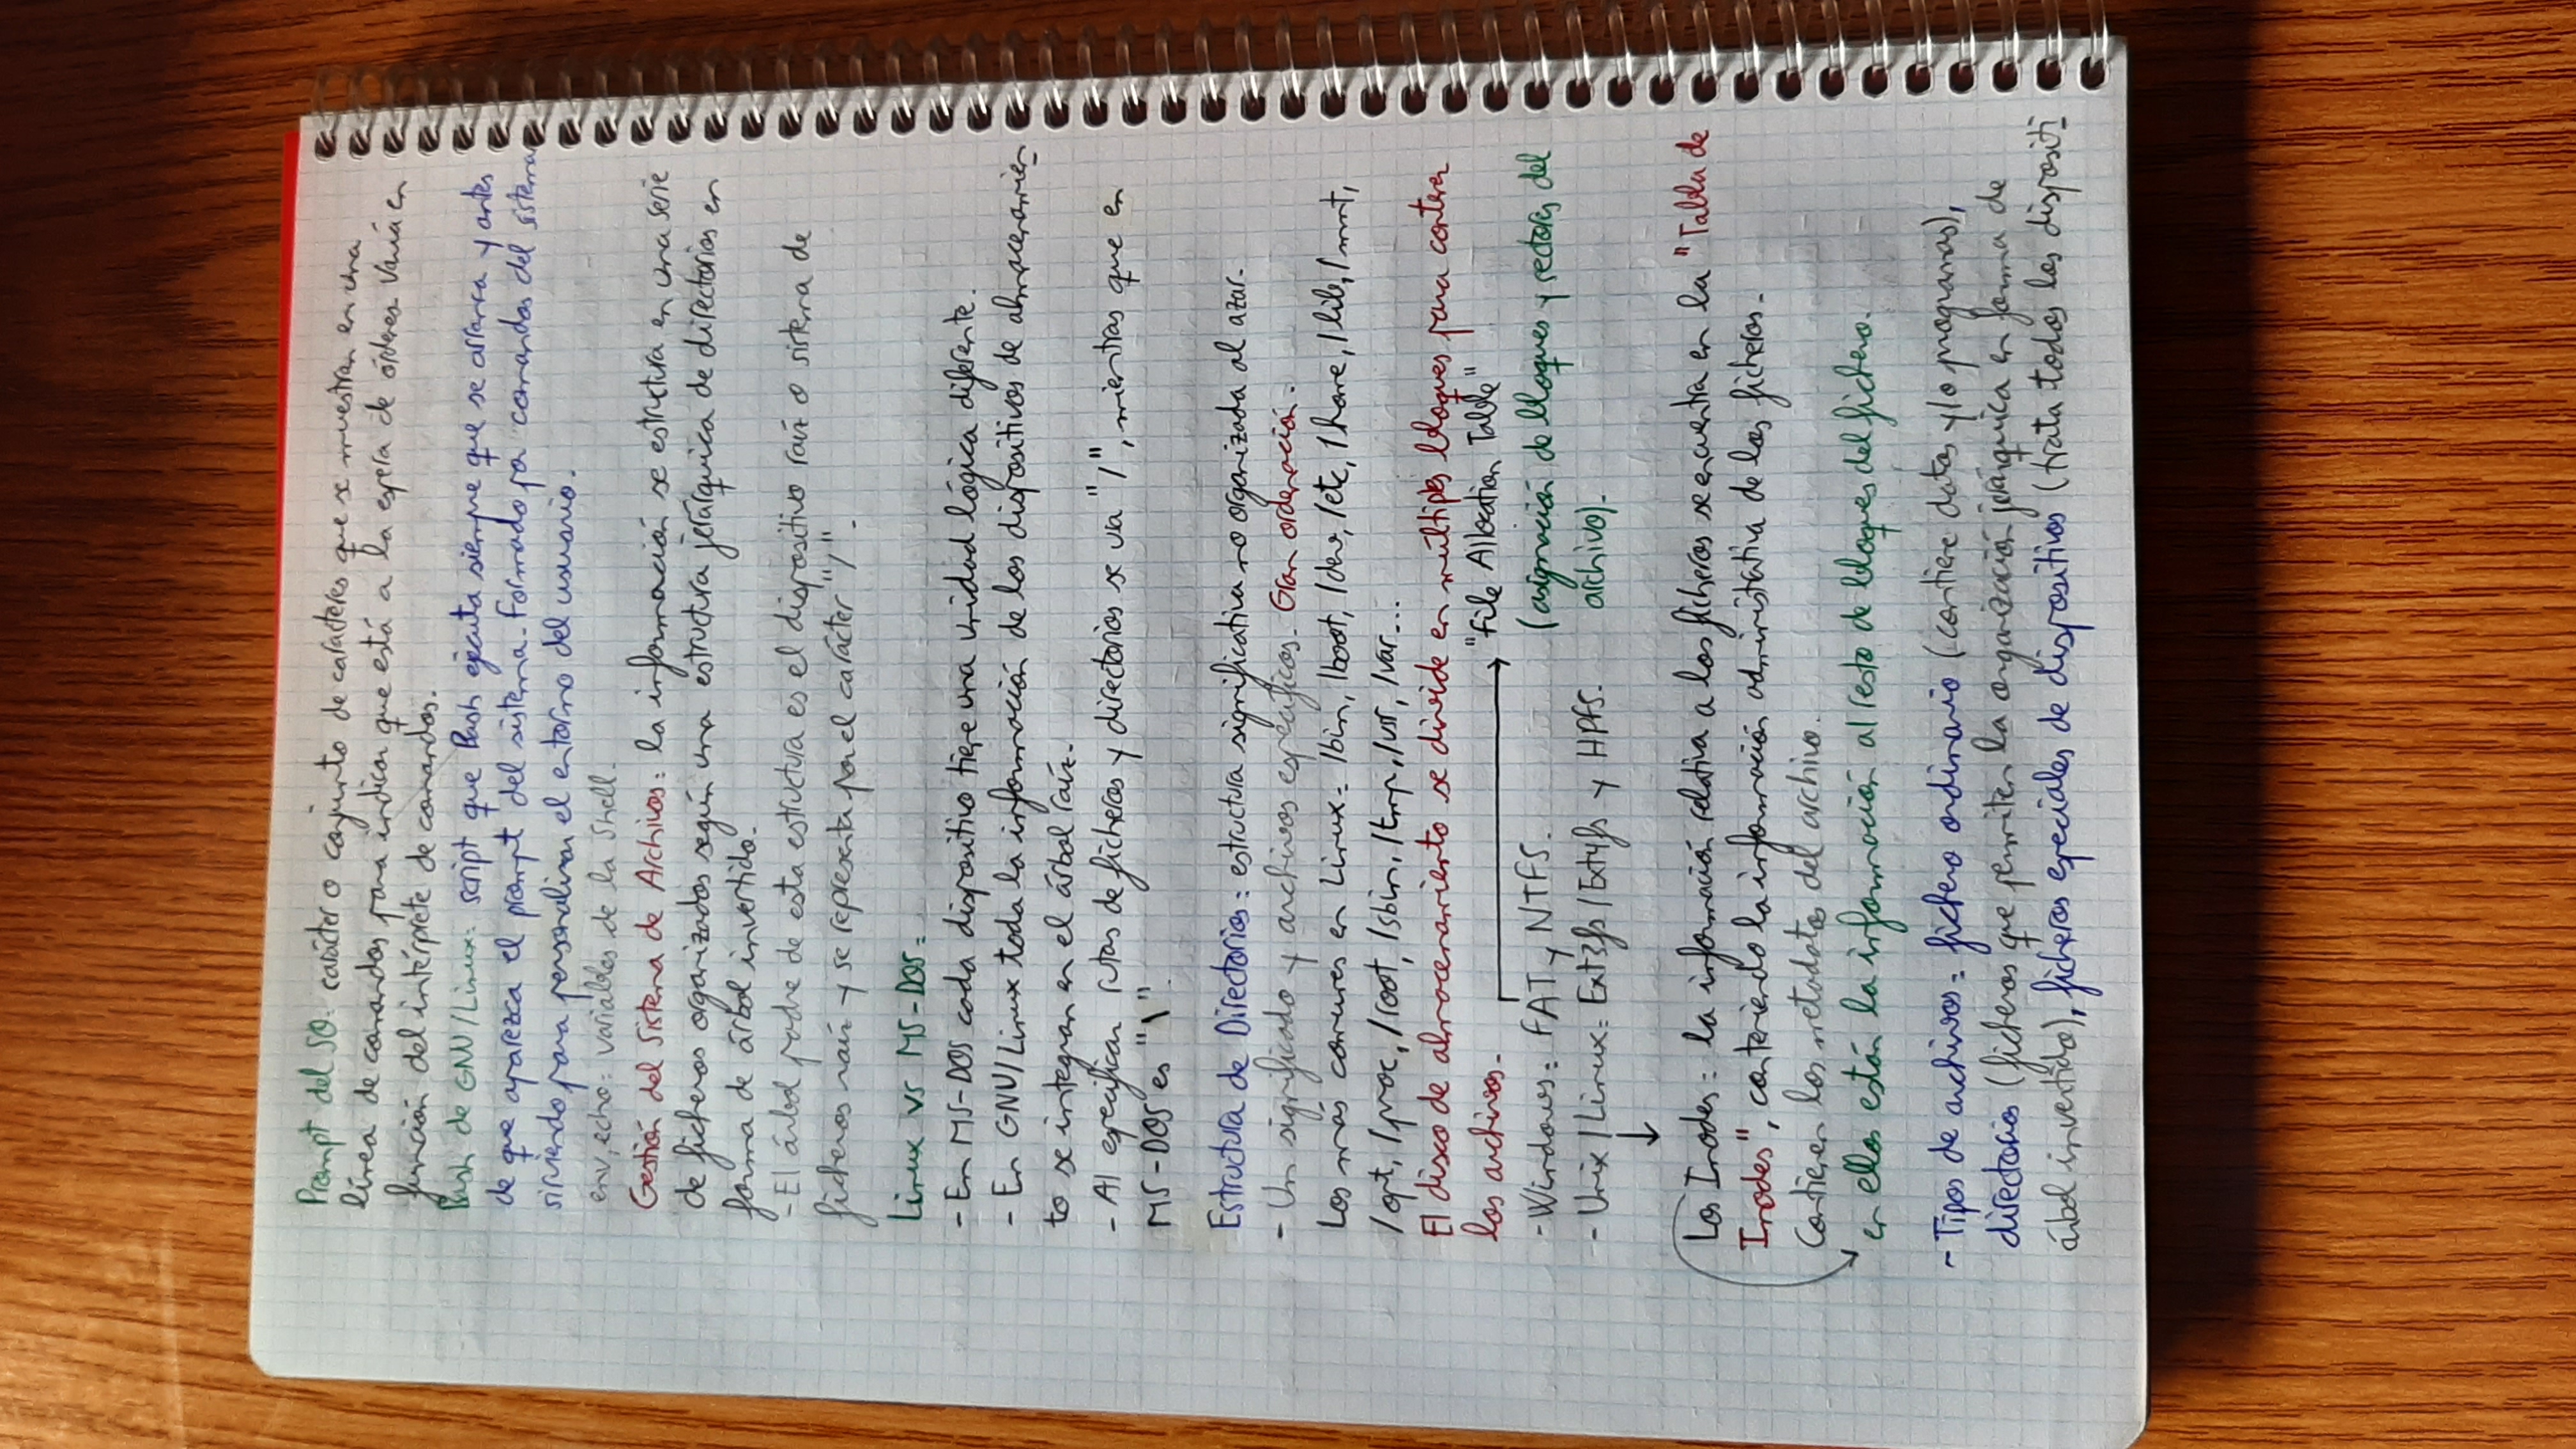 Prompt del SO: carácter o conjunto de caracteres que se muestran en una
línea de comandos para indicar que está a la espera de órdenes. Varía en
función del intérprete de comandos.
Bash de GNU/Linux: script que Bash ejecuta siempre que se arranca y antes
de que aparezca el prompt del sistema. Formado por comandos del sistema
sirviendo para personalizar el entorno del usuario.
env, echo: variables de la Shell.
Gestión del Sistema de Archivos: la información se estructura en una serie
de ficheros organizados según una estructura jerárquica de directorios en
forma de árbol invertido.
-El árbol padre de esta estructura es el dispositivo raíz o sistema de
ficheros raíz y se representa por el carácter "/".
Linux vs MS-DOS:
- En MS-DOS cada dispositivo tiene una unidad lógica diferente.
- En GNU/Linux toda la información de los dispositivos de almacenamien-
to se integran en el árbol raíz.
- Al especificar rutas de ficheros y directorios se usa "/", mientras que en
MS-DOS es "\".
Estructura de Directorios: estructura significativa no organizada al azar.
- Un significado y archivos específicos. Gran ordenación.
Los más comunes en Linux: /bin, /boot, /dev, /etc, /home, /lib, /mnt,
/opt, /proc, /root, /sbin, /tmp, /usr, /var...
El disco de almacenamiento se divide en múltiples bloques para contener
los archivos.
"File Allocation Table"
-Windows: FAT y NTFS.
(asignación de bloques y sectores del
- Unix/Linux: Ext3fs/Ext4fs y HPFS.
archivo).
Los Inodes: la información relativa a los ficheros se encuentra en la "Tabla de
Inodes", conteniendo la información administrativa de los ficheros.
Contienen los metadatos del archivo.
en ellos están la información al resto de bloques del fichero.
- Tipos de archivos: fichero ordinario (contiene datos y/o programas),
directorios (ficheros que permiten la organización jerárquica en forma de
árbol invertido), ficheros especiales de dispositivos (trata todos los dispositi-